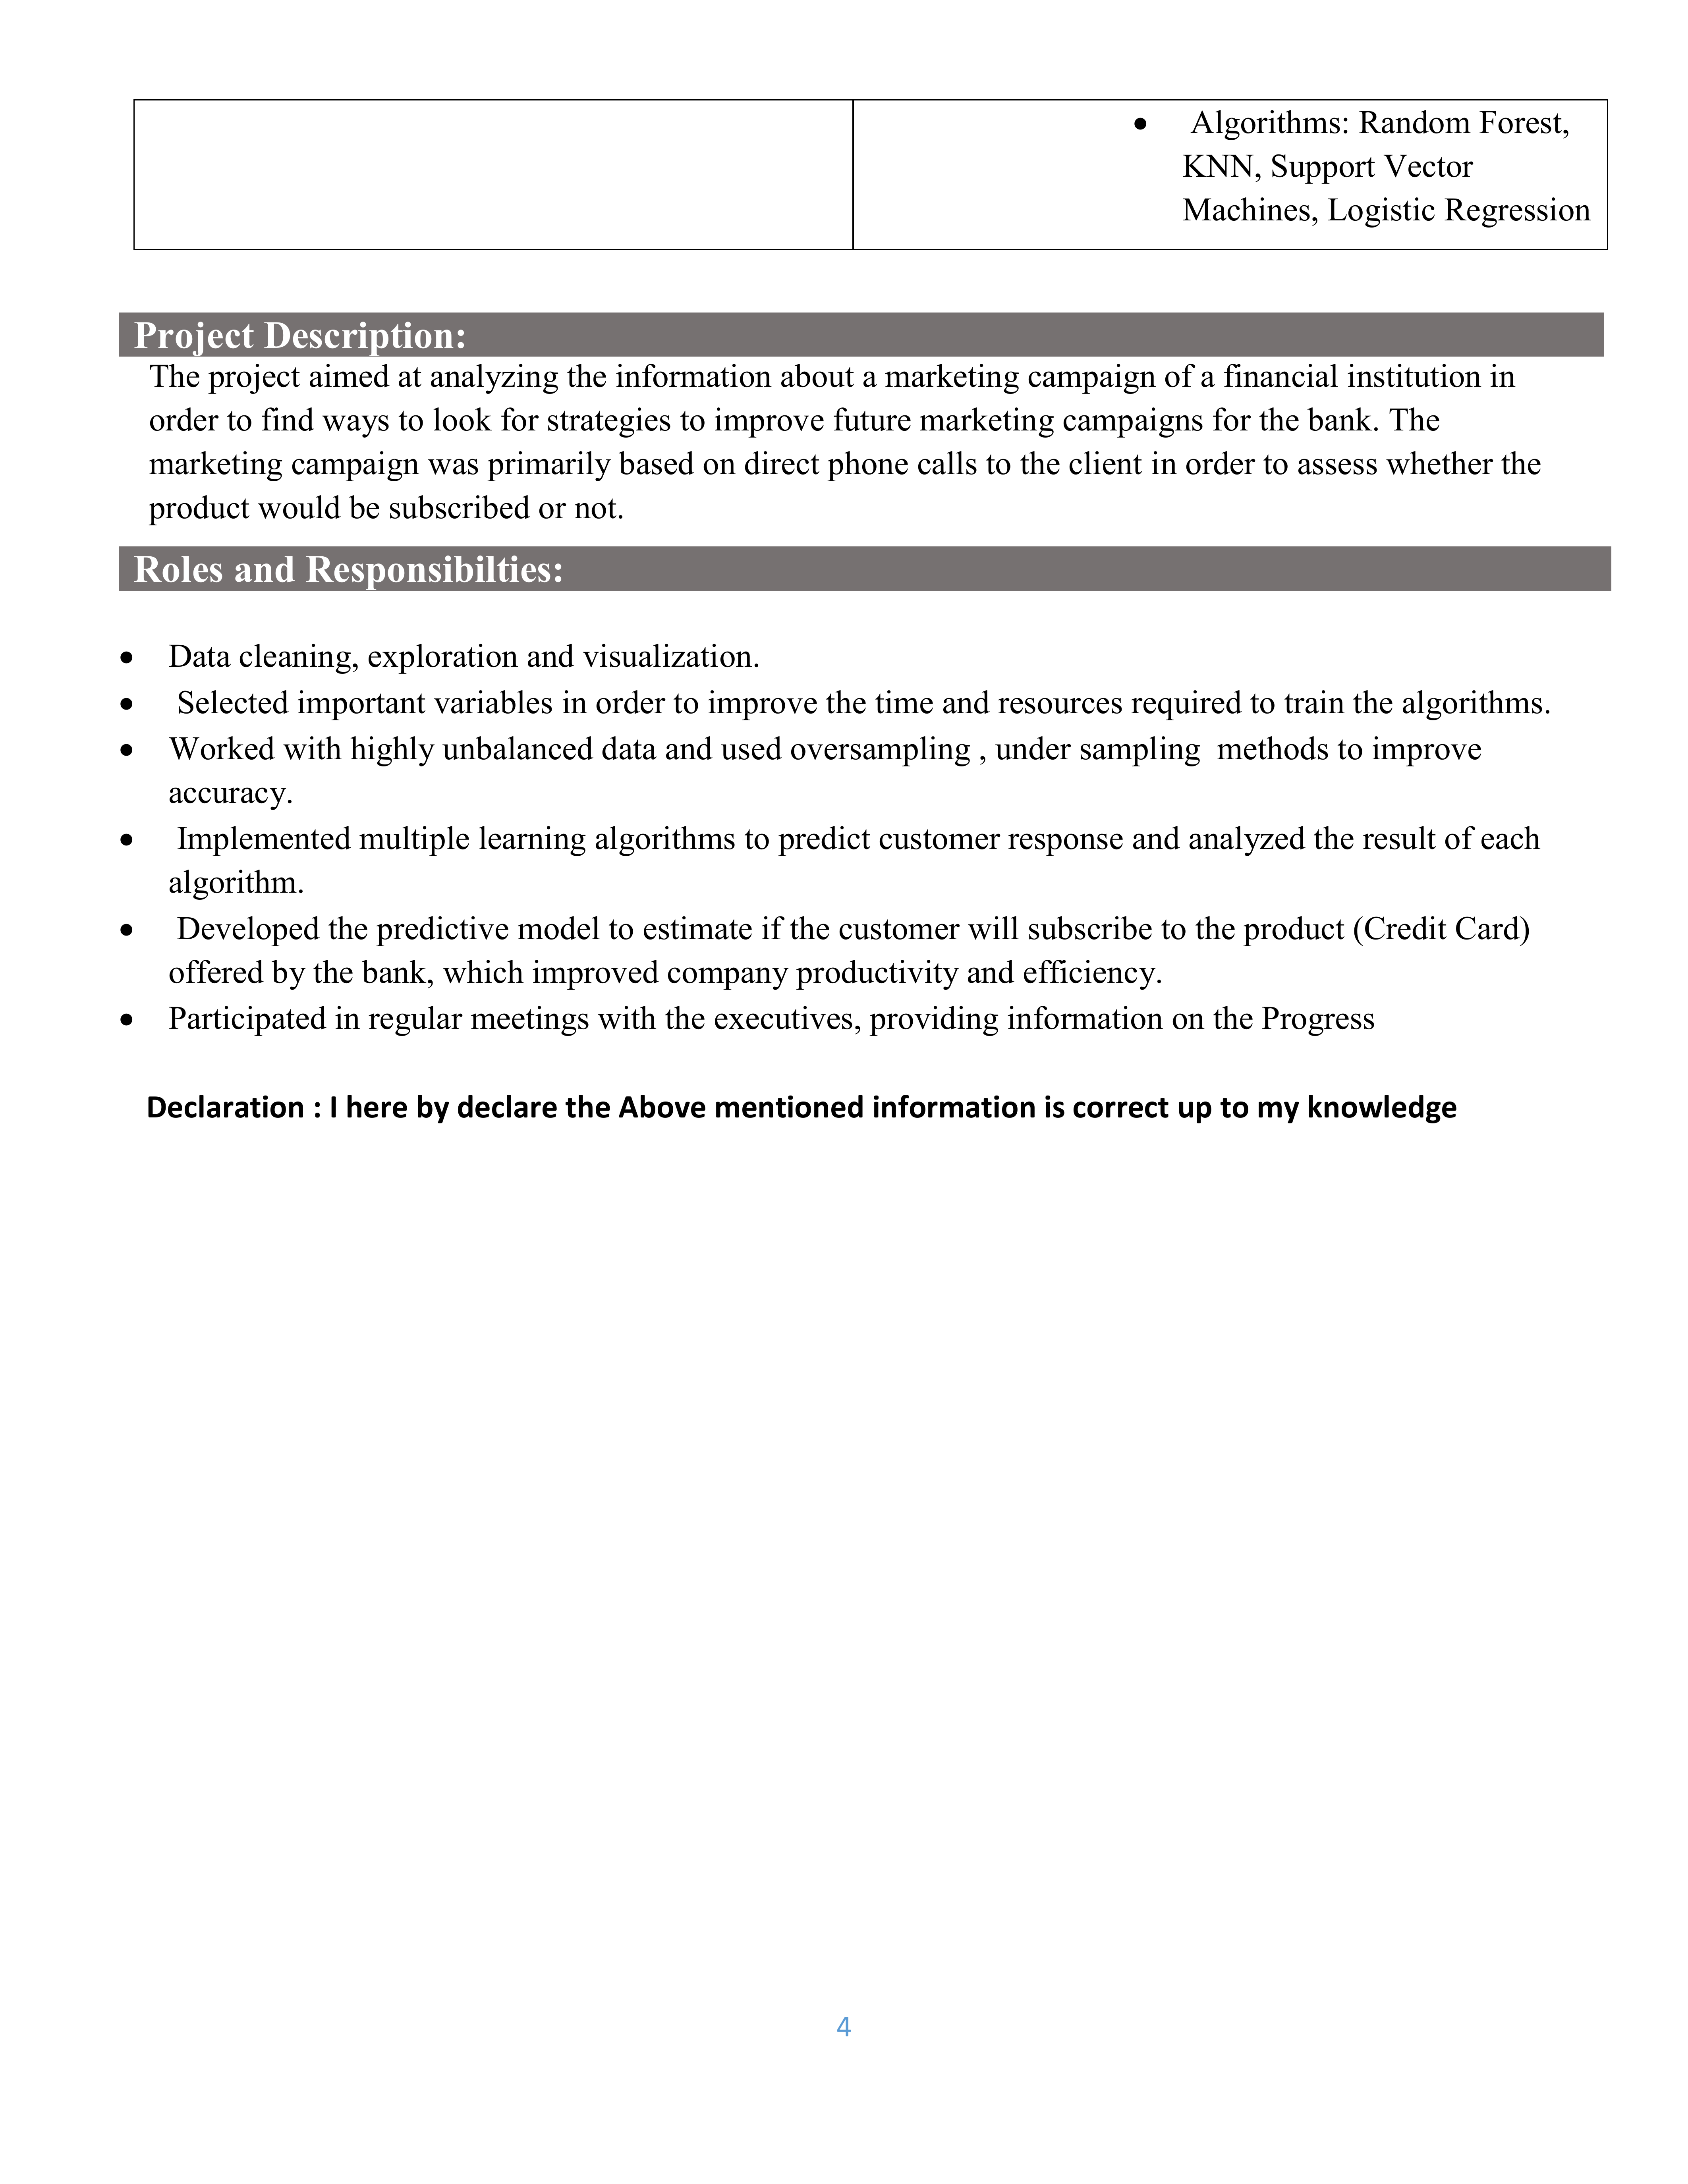 • Algorithms: Random Forest,
KNN, Support Vector
Machines, Logistic Regression
Project Description:
The project aimed at analyzing the information about a marketing campaign of a financial institution in
order to find ways to look for strategies to improve future marketing campaigns for the bank. The
marketing campaign was primarily based on direct phone calls to the client in order to assess whether the
product would be subscribed or not.
Roles and Responsibilties:
• Data cleaning, exploration and visualization.
• Selected important variables in order to improve the time and resources required to train the algorithms.
• Worked with highly unbalanced data and used oversampling , under sampling  methods to improve
accuracy.
• Implemented multiple learning algorithms to predict customer response and analyzed the result of each
algorithm.
• Developed the predictive model to estimate if the customer will subscribe to the product (Credit Card)
offered by the bank, which improved company productivity and efficiency.
• Participated in regular meetings with the executives, providing information on the Progress
Declaration : I here by declare the Above mentioned information is correct up to my knowledge
4